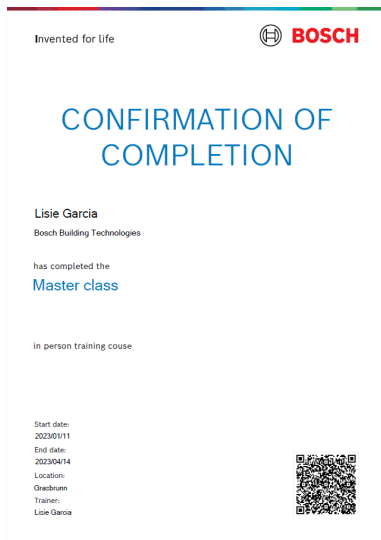 Invented for life
BOSCH
CONFIRMATION OF
COMPLETION
Lisie Garcia
Bosch Building Technologies
has completed the
Master class
in person training couse
Start date:
2023/01/11
End date:
2023/04/14
Location:
Grasbrunn
Trainer:
Lisie Garcia